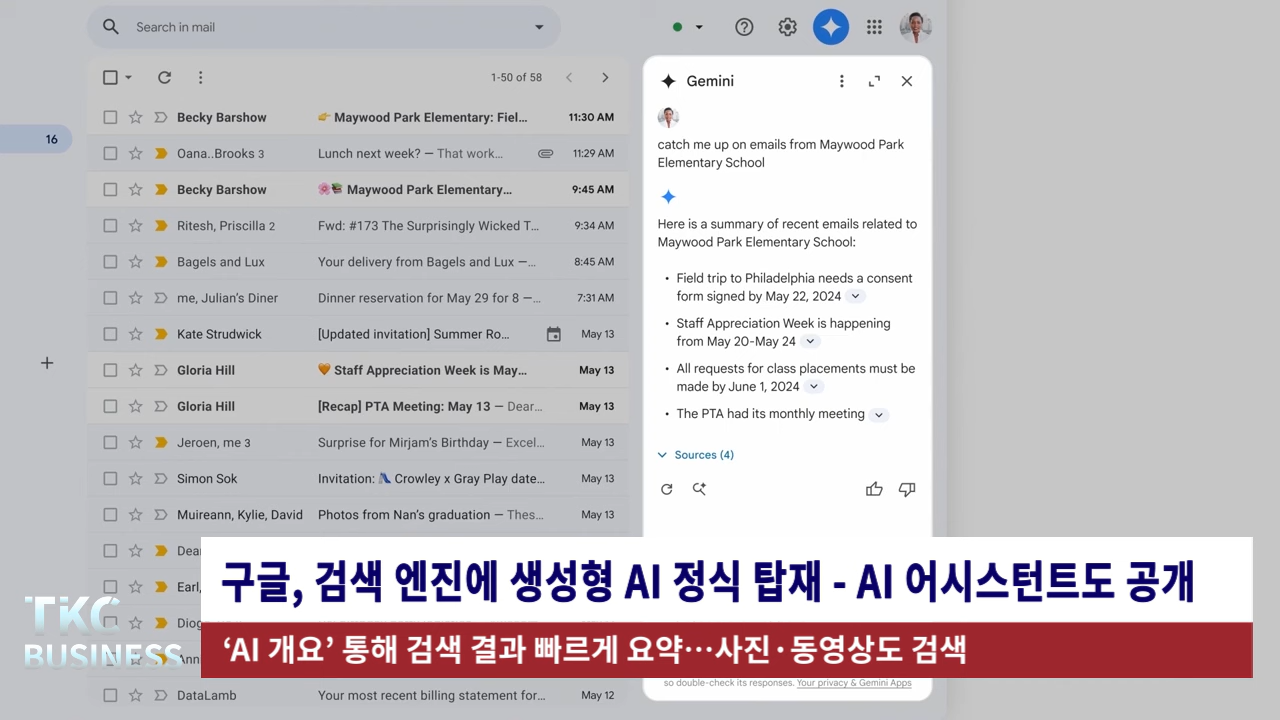 Search in mail
1-50 of 58
16
Becky Barshow 👉 Maywood Park Elementary: Fiel... 11:30 AM
Oana..Brooks 3 Lunch next week? — That work... 11:29 AM
Becky Barshow 🌸📚 Maywood Park Elementary... 9:45 AM
Ritesh, Priscilla 2 Fwd: #173 The Surprisingly Wicked T... 9:34 AM
Bagels and Lux Your delivery from Bagels and Lux —... 8:45 AM
me, Julian's Diner Dinner reservation for May 29 for 8 —... 7:31 AM
Kate Strudwick [Updated invitation] Summer Ro... May 13
Gloria Hill 🧡 Staff Appreciation Week is May... May 13
Gloria Hill [Recap] PTA Meeting: May 13 — Dear... May 13
Jeroen, me 3 Surprise for Mirjam's Birthday — Excel... May 13
Simon Sok Invitation: 👠 Crowley x Gray Play date... May 13
Muireann, Kylie, David Photos from Nan's graduation — Thes... May 13
DataLamb Your most recent billing statement for... May 12
Gemini
catch me up on emails from Maywood Park
Elementary School
Here is a summary of recent emails related to
Maywood Park Elementary School:
• Field trip to Philadelphia needs a consent
form signed by May 22, 2024
• Staff Appreciation Week is happening
from May 20-May 24
• All requests for class placements must be
made by June 1, 2024
• The PTA had its monthly meeting
Sources (4)
so double-check its responses. Your privacy & Gemini Apps
구글, 검색 엔진에 생성형 AI 정식 탑재 - AI 어시스턴트도 공개
‘AI 개요’ 통해 검색 결과 빠르게 요약…사진·동영상도 검색
TKC
BUSINESS